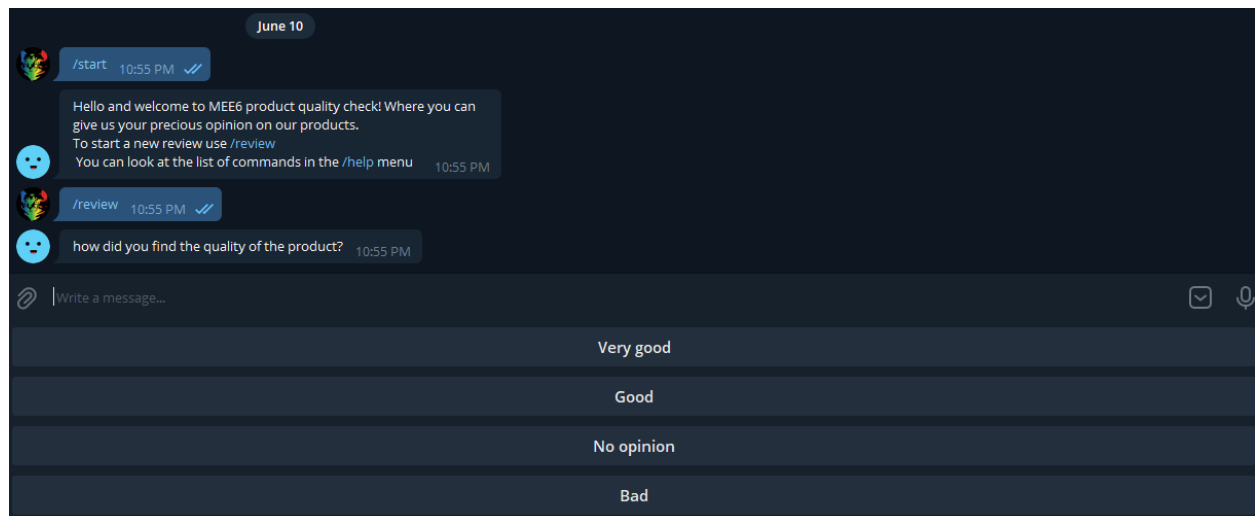 June 10
/start 10:55 PM
Hello and welcome to MEE6 product quality check! Where you can
give us your precious opinion on our products.
To start a new review use /review
You can look at the list of commands in the /help menu 10:55 PM
/review 10:55 PM
how did you find the quality of the product? 10:55 PM
Write a message...
Very good
Good
No opinion
Bad